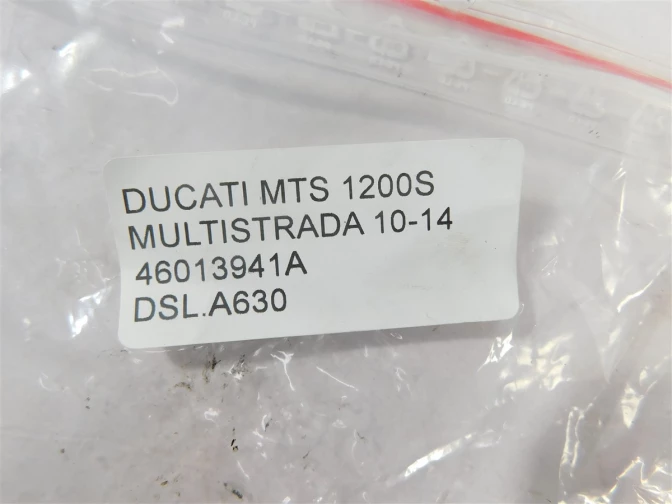 DUCATI MTS 1200S
MULTISTRADA 10-14
46013941A
DSL.A630